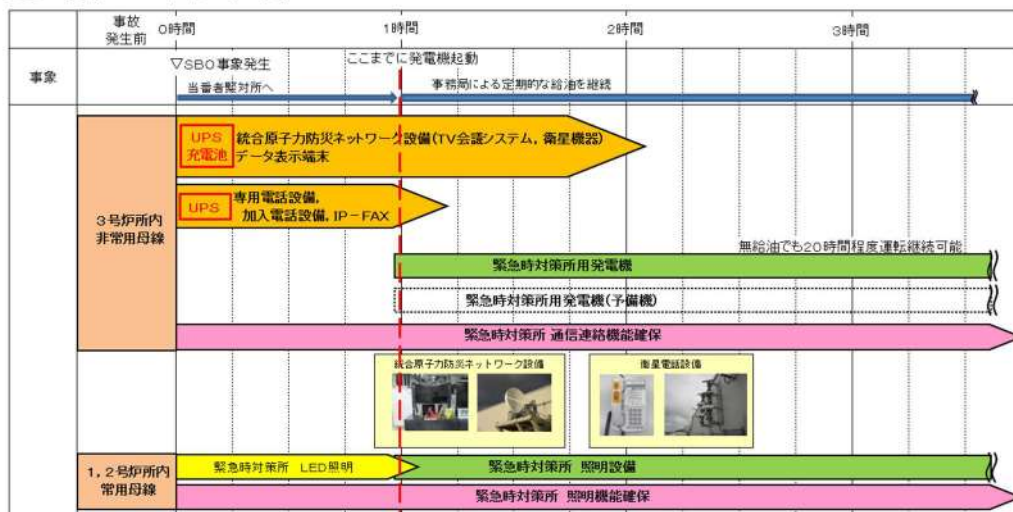 事故
発生前
0時間
1時間
2時間
3時間
事象
▽SBO事象発生
ここまでに発電機起動
当番者緊対所へ
事務局による定期的な給油を継続
3号炉所内
非常用母線
UPS
充電池
統合原子力防災ネットワーク設備(TV会議システム，衛星機器)
データ表示端末
UPS
専用電話設備，
加入電話設備，IP－FAX
無給油でも20時間程度運転継続可能
緊急時対策所用発電機
緊急時対策所用発電機(予備機)
緊急時対策所 通信連絡機能確保
統合原子力防災ネットワーク設備
衛星電話設備
1，2号炉所内
常用母線
緊急時対策所 LED照明
緊急時対策所 照明設備
緊急時対策所 照明機能確保